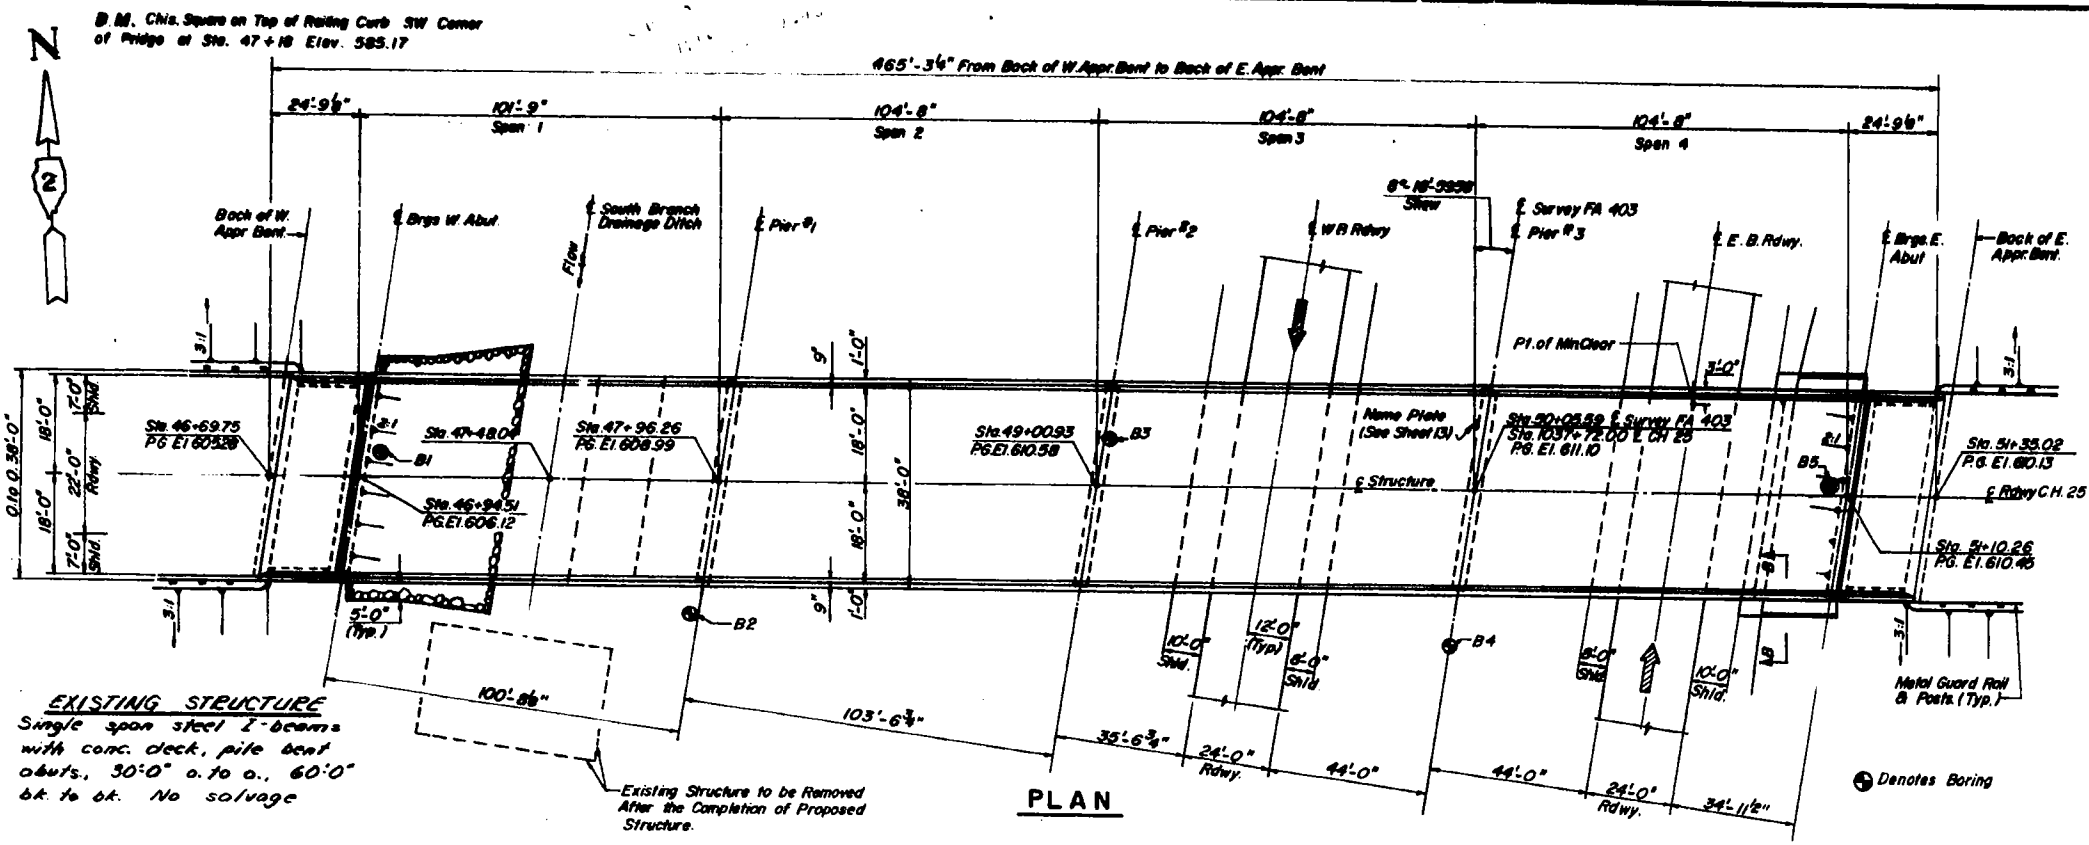 B.M. Chis. Square on Top of Railing Curb SW Corner
of Bridge at Sta. 47+18 Elev. 585.17
N
2
465'-3¼" From Back of W. Appr. Bent to Back of E. Appr. Bent
24'-9⅛" 101'-9" 104'-8" 104'-8" 104'-8" 24'-9⅛"
Span 1 Span 2 Span 3 Span 4
Skew
Back of W.
Appr. Bent.
℄ Brgs. W. Abut.
℄ South Branch
Drainage Ditch
Flow
℄ Pier #1
℄ Pier #2
℄ W B Rdwy
℄ Survey FA 403
℄ Pier #3
℄ E. B. Rdwy.
℄ Brgs. E.
Abut
Back of E.
Appr. Bent.
3:1
3:1
9"
1'-0"
Pt. of Min Clear
3'-0"
O. to O. 38'-0"
18'-0"
18'-0"
7'-0"
Shld.
22'-0"
Rdwy.
7'-0"
Shld.
Sta. 46+69.75
P.G. El. 605.28
2:1
B1
Sta. 46+94.51
P.G. El. 606.12
Sta. 47+48.04
Sta. 47+96.26
P.G. El. 608.99
18'-0"
18'-0"
38'-0"
Sta. 49+00.93
P.G. El. 610.58
B3
Name Plate
(See Sheet 13)
℄ Structure
Sta. 50+05.59 ℄ Survey FA 403
Sta. 1037+72.00 ℄ CH 25
P.G. El. 611.10
2:1
B5
Sta. 51+35.02
P.G. El. 610.13
℄ Rdwy C.H. 25
Sta. 51+10.26
P.G. El. 610.45
3:1
5'-0"
(Typ.)
B2
9"
1'-0"
10'-0"
Shld.
12'-0"
(Typ.)
8'-0"
Shld.
B4
8'-0"
Shld.
10'-0"
Shld.
3:1
Metal Guard Rail
& Posts. (Typ.)
100'-8⅛"
103'-6¾"
35'-6¾"
24'-0"
Rdwy.
44'-0"
44'-0"
24'-0"
Rdwy.
34'-11½"
EXISTING STRUCTURE
Single span steel I-beams
with conc. deck, pile bent
abuts., 30'-0" o. to o., 60'-0"
bk. to bk. No salvage
Existing Structure to be Removed
After the Completion of Proposed
Structure.
PLAN
Denotes Boring